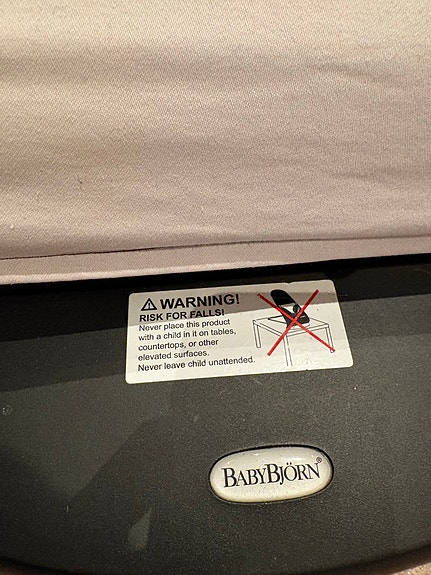 ⚠ WARNING!
RISK FOR FALLS!
Never place this product
with a child in it on tables,
countertops, or other
elevated surfaces.
Never leave child unattended.
BABYBJÖRN®